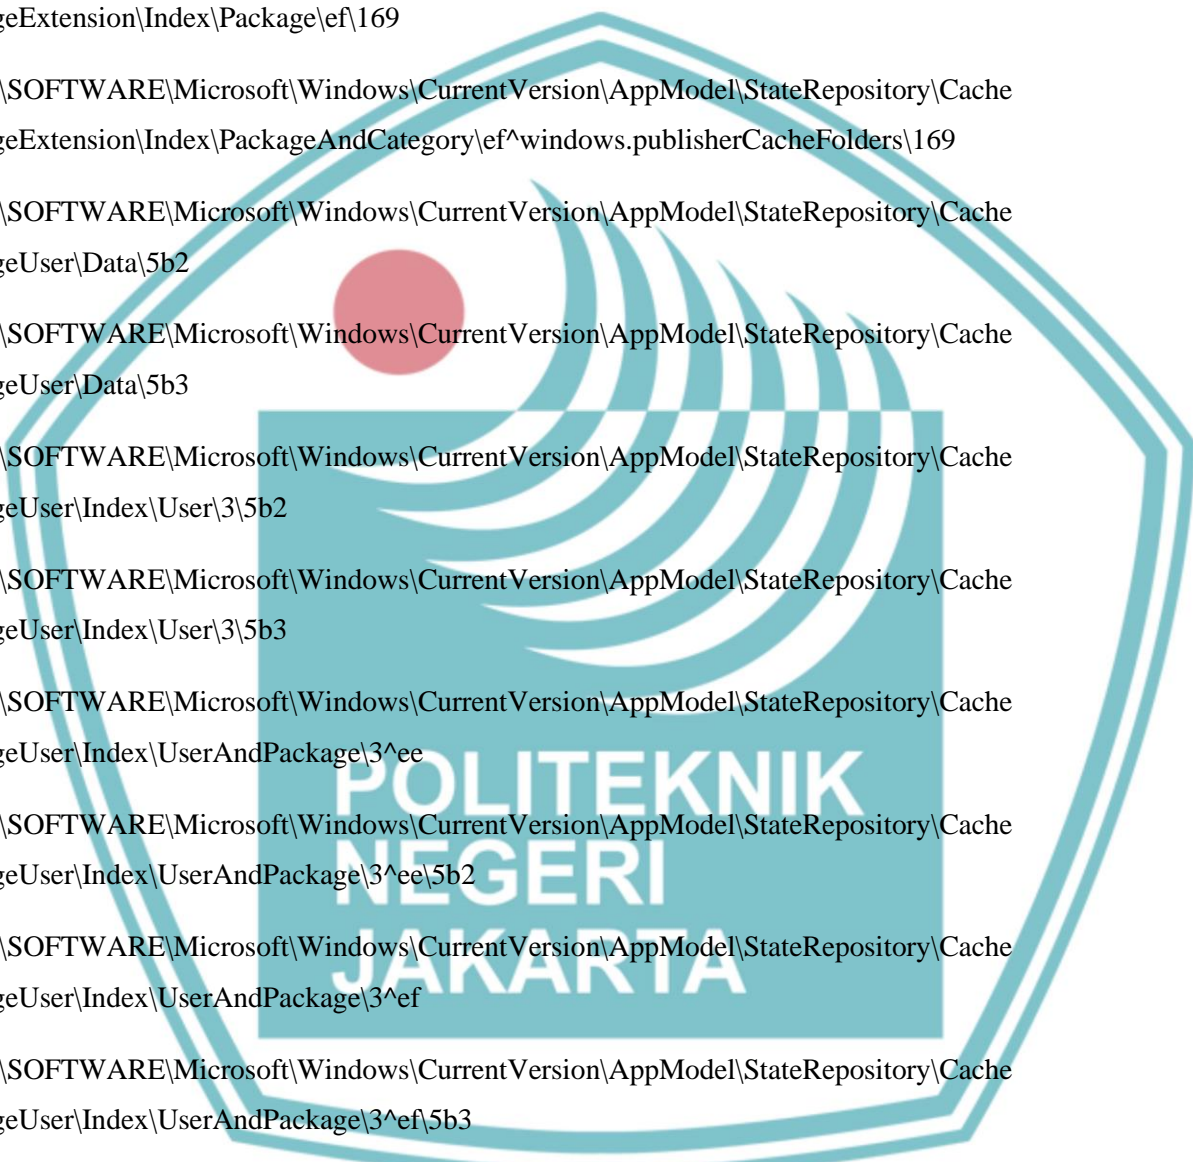 geExtension\Index\Package\ef\169
\SOFTWARE\Microsoft\Windows\CurrentVersion\AppModel\StateRepository\Cache
geExtension\Index\PackageAndCategory\ef^windows.publisherCacheFolders\169
\SOFTWARE\Microsoft\Windows\CurrentVersion\AppModel\StateRepository\Cache
geUser\Data\5b2
\SOFTWARE\Microsoft\Windows\CurrentVersion\AppModel\StateRepository\Cache
geUser\Data\5b3
\SOFTWARE\Microsoft\Windows\CurrentVersion\AppModel\StateRepository\Cache
geUser\Index\User\3\5b2
\SOFTWARE\Microsoft\Windows\CurrentVersion\AppModel\StateRepository\Cache
geUser\Index\User\3\5b3
\SOFTWARE\Microsoft\Windows\CurrentVersion\AppModel\StateRepository\Cache
geUser\Index\UserAndPackage\3^ee
\SOFTWARE\Microsoft\Windows\CurrentVersion\AppModel\StateRepository\Cache
geUser\Index\UserAndPackage\3^ee\5b2
\SOFTWARE\Microsoft\Windows\CurrentVersion\AppModel\StateRepository\Cache
geUser\Index\UserAndPackage\3^ef
\SOFTWARE\Microsoft\Windows\CurrentVersion\AppModel\StateRepository\Cache
geUser\Index\UserAndPackage\3^ef\5b3
POLITEKNIK
NEGERI
JAKARTA